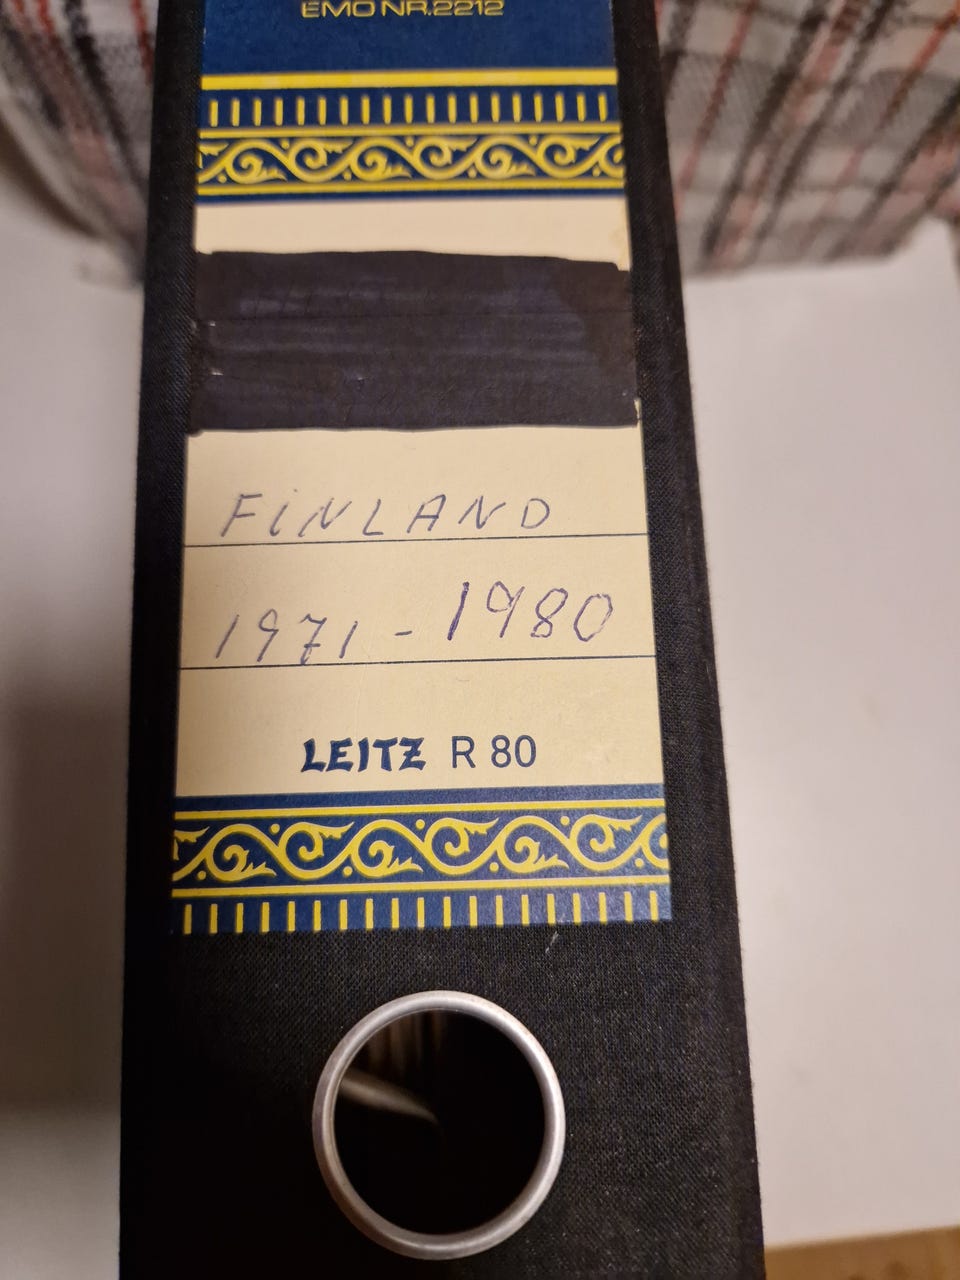 EMO NR.2212
FiNLAND
1971 - 1980
LEITZ R 80